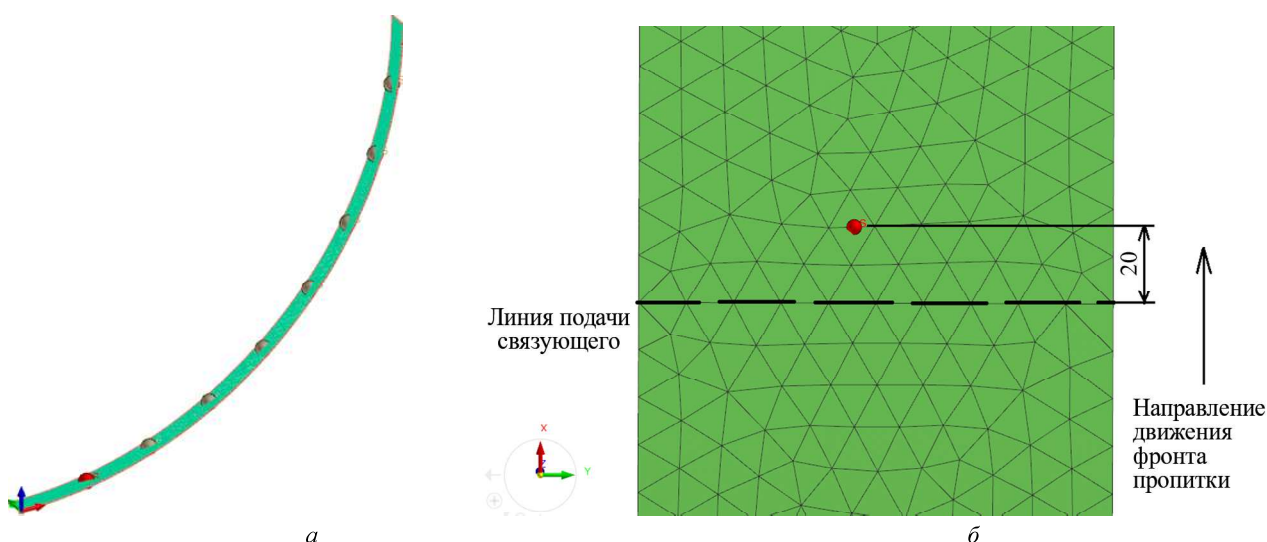 20
Линия подачи
связующего
Направление
движения
фронта
пропитки
X
Y
а
б